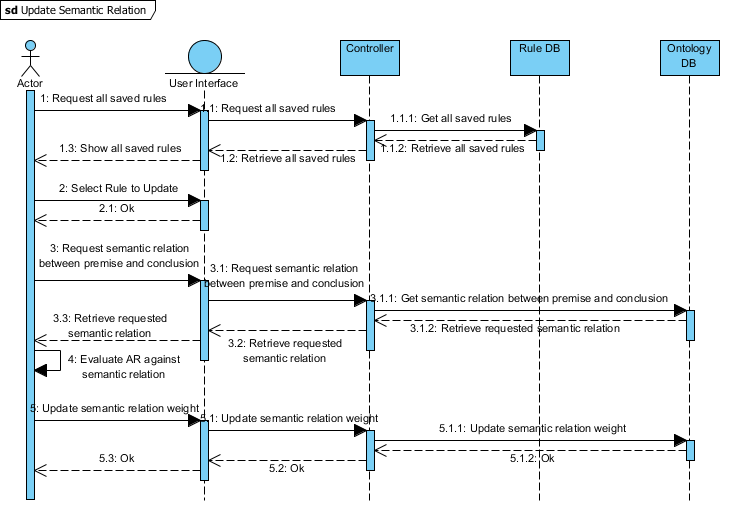 sd Update Semantic Relation
Actor
User Interface
Controller
Rule DB
Ontology
DB
1: Request all saved rules
1.1: Request all saved rules
1.1.1: Get all saved rules
1.1.2: Retrieve all saved rules
1.2: Retrieve all saved rules
1.3: Show all saved rules
2: Select Rule to Update
2.1: Ok
3: Request semantic relation
between premise and conclusion
3.1: Request semantic relation
between premise and conclusion
3.1.1: Get semantic relation between premise and conclusion
3.1.2: Retrieve requested semantic relation
3.2: Retrieve requested
semantic relation
3.3: Retrieve requested
semantic relation
4: Evaluate AR against
semantic relation
5: Update semantic relation weight
5.1: Update semantic relation weight
5.1.1: Update semantic relation weight
5.1.2: Ok
5.2: Ok
5.3: Ok